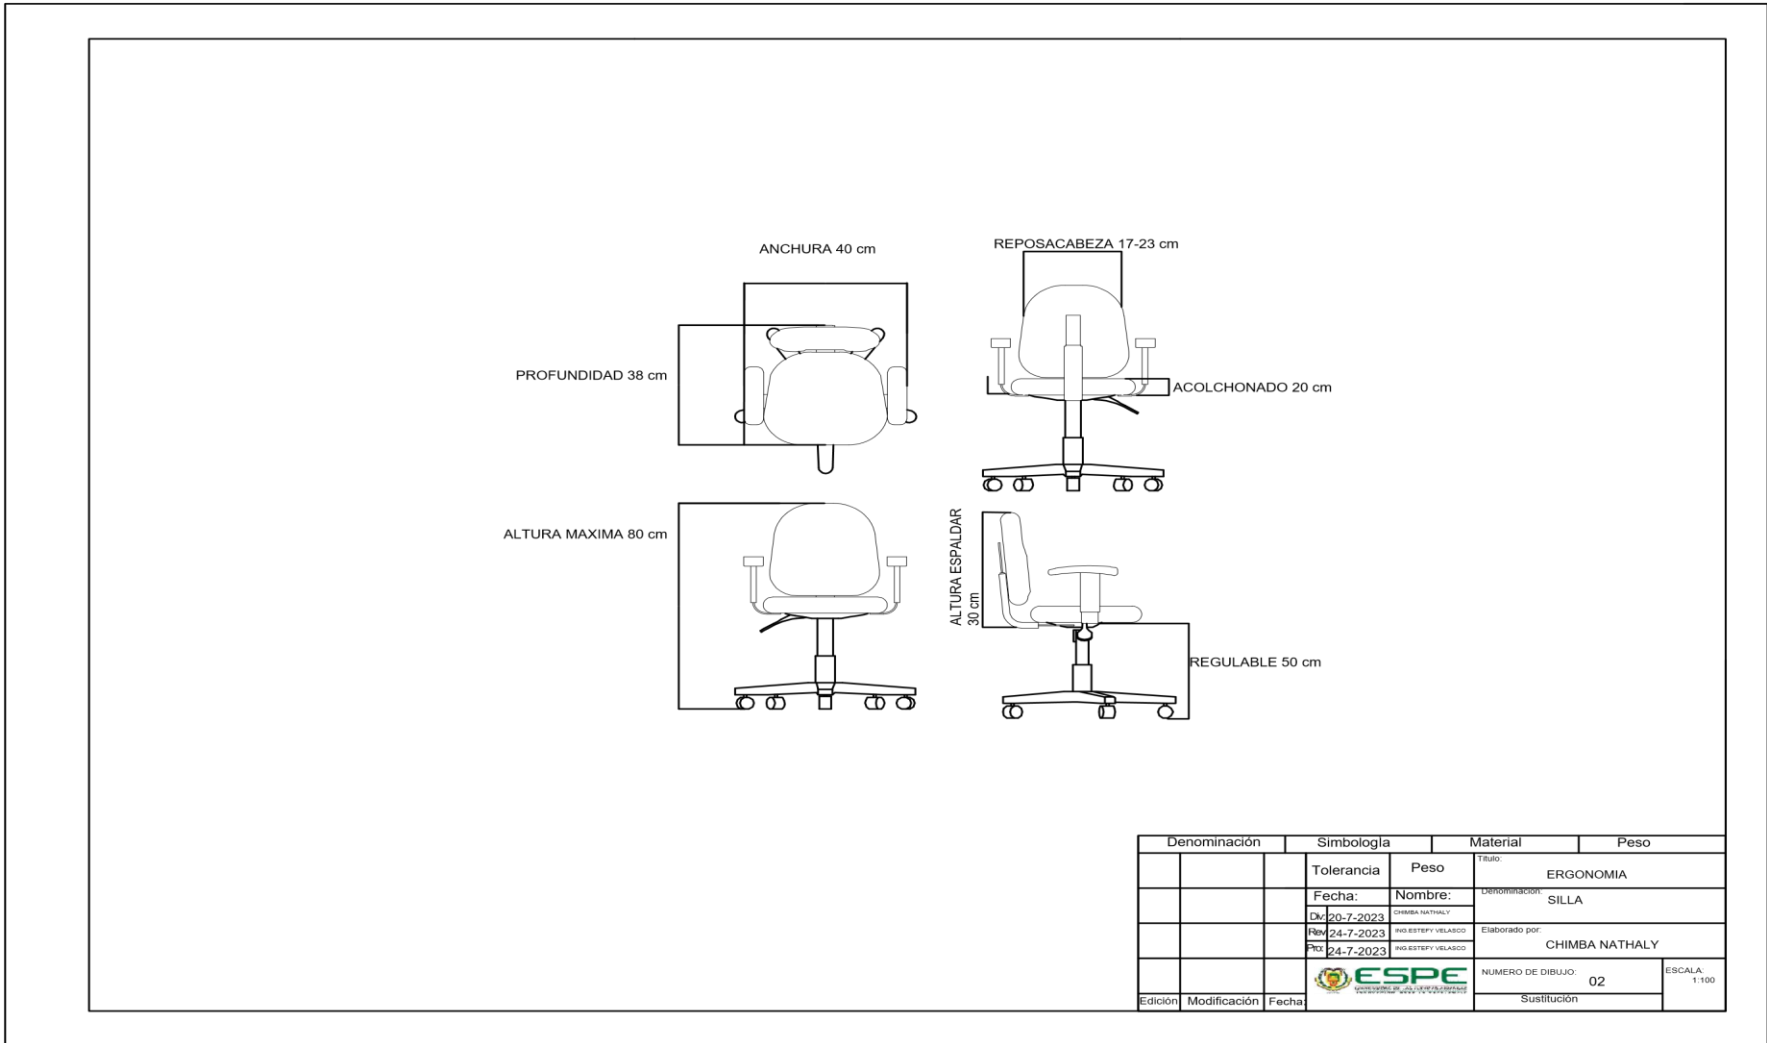 ANCHURA 40 cm
REPOSACABEZA 17-23 cm
PROFUNDIDAD 38 cm
ACOLCHONADO 20 cm
ALTURA MAXIMA 80 cm
ALTURA ESPALDAR
30 cm
REGULABLE 50 cm
Denominación Simbología Material Peso
Tolerancia Peso
Título:
ERGONOMIA
Fecha: Nombre:
Denominación:
SILLA
Div: 20-7-2023 CHIMBA NATHALY
Rev 24-7-2023 ING.ESTEFY VELASCO
Elaborado por:
CHIMBA NATHALY
Pro: 24-7-2023 ING.ESTEFY VELASCO
ESPE
NUMERO DE DIBUJO:
02
ESCALA:
1:100
Edición Modificación Fecha:
Sustitución